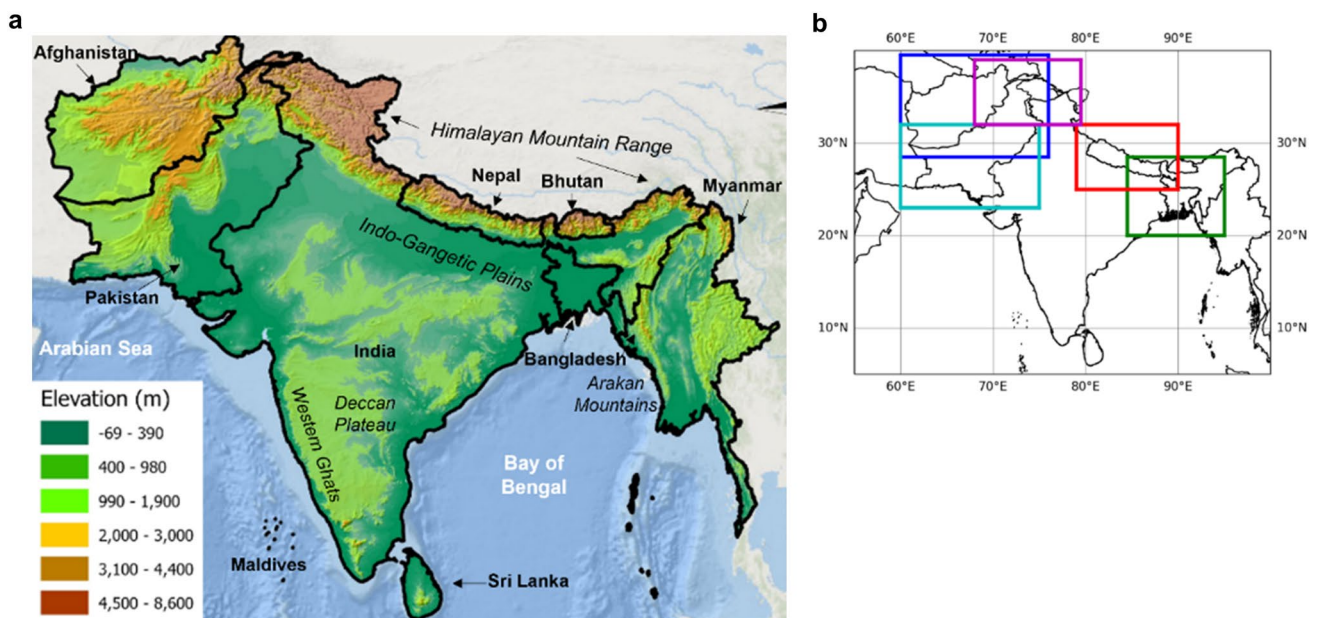 a
Afghanistan
Himalayan Mountain Range
Nepal
Bhutan
Myanmar
Indo-Gangetic Plains
Pakistan
Arabian Sea
India
Bangladesh
Arakan
Mountains
Deccan
Plateau
Western Ghats
Bay of
Bengal
Maldives
Sri Lanka
Elevation (m)
-69 - 390
400 - 980
990 - 1,900
2,000 - 3,000
3,100 - 4,400
4,500 - 8,600
b
60°E 70°E 80°E 90°E
30°N 30°N
20°N 20°N
10°N 10°N
60°E 70°E 80°E 90°E